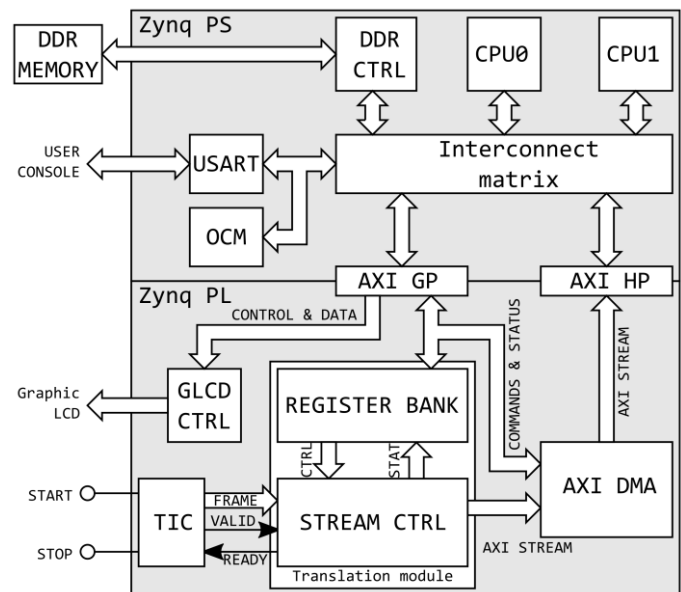 Zynq PS
DDR
MEMORY
DDR
CTRL
CPU0
CPU1
USER
CONSOLE
USART
Interconnect
matrix
OCM
AXI GP
AXI HP
Zynq PL
CONTROL & DATA
COMMANDS & STATUS
AXI STREAM
Graphic
LCD
GLCD
CTRL
REGISTER BANK
CTRL
STAT
START
STOP
TIC
FRAME
VALID
READY
STREAM CTRL
AXI DMA
AXI STREAM
Translation module